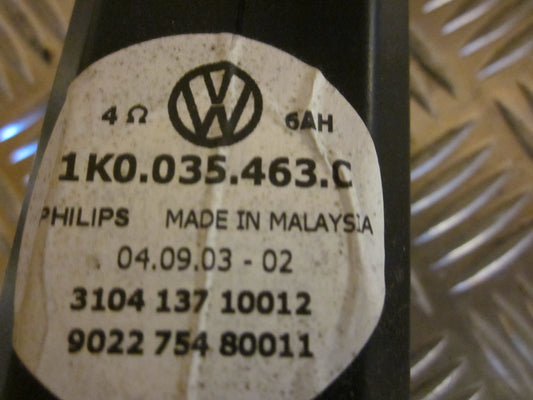 4 Ω VW 6AH
1K0.035.463.C
PHILIPS MADE IN MALAYSIA
04.09.03 - 02
3104 137 10012
9022 754 80011